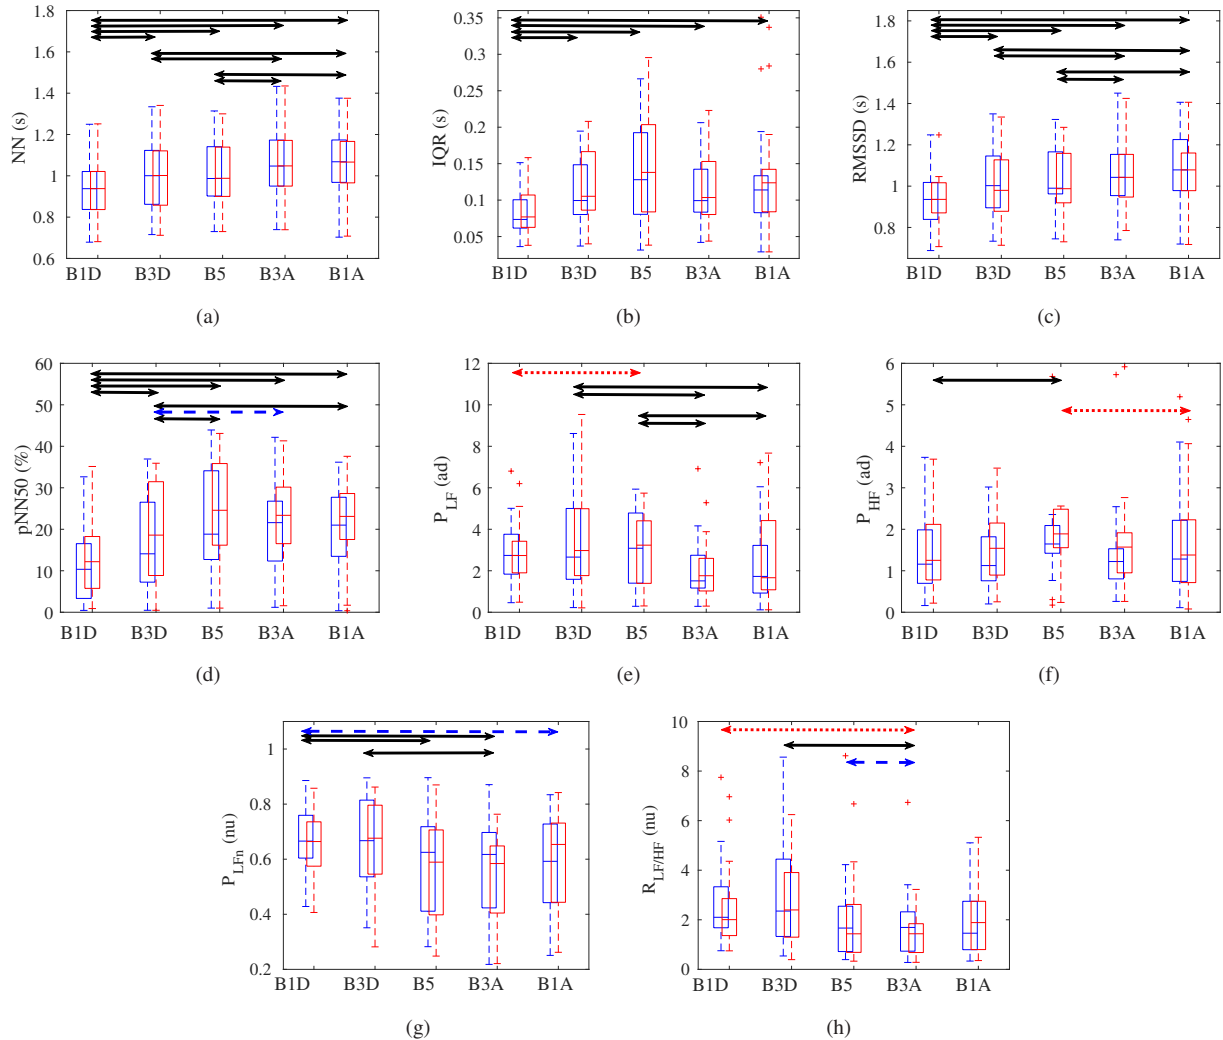 NN (s)
2
1.8
1.6
1.4
1.2
1
0.8
0.6
B1D B3D B5 B3A B1A
(a)
IQR (s)
0.35
0.3
0.25
0.2
0.15
0.1
0.05
B1D B3D B5 B3A B1A
(b)
RMSSD (s)
1.8
1.6
1.4
1.2
1
0.8
B1D B3D B5 B3A B1A
(c)
pNN50 (%)
60
50
40
30
20
10
0
B1D B3D B5 B3A B1A
(d)
P_LF (ad)
12
10
8
6
4
2
0
B1D B3D B5 B3A B1A
(e)
P_HF (ad)
6
5
4
3
2
1
0
B1D B3D B5 B3A B1A
(f)
P_LFn (nu)
1
0.8
0.6
0.4
0.2
B1D B3D B5 B3A B1A
(g)
R_LF/HF (nu)
10
8
6
4
2
0
B1D B3D B5 B3A B1A
(h)